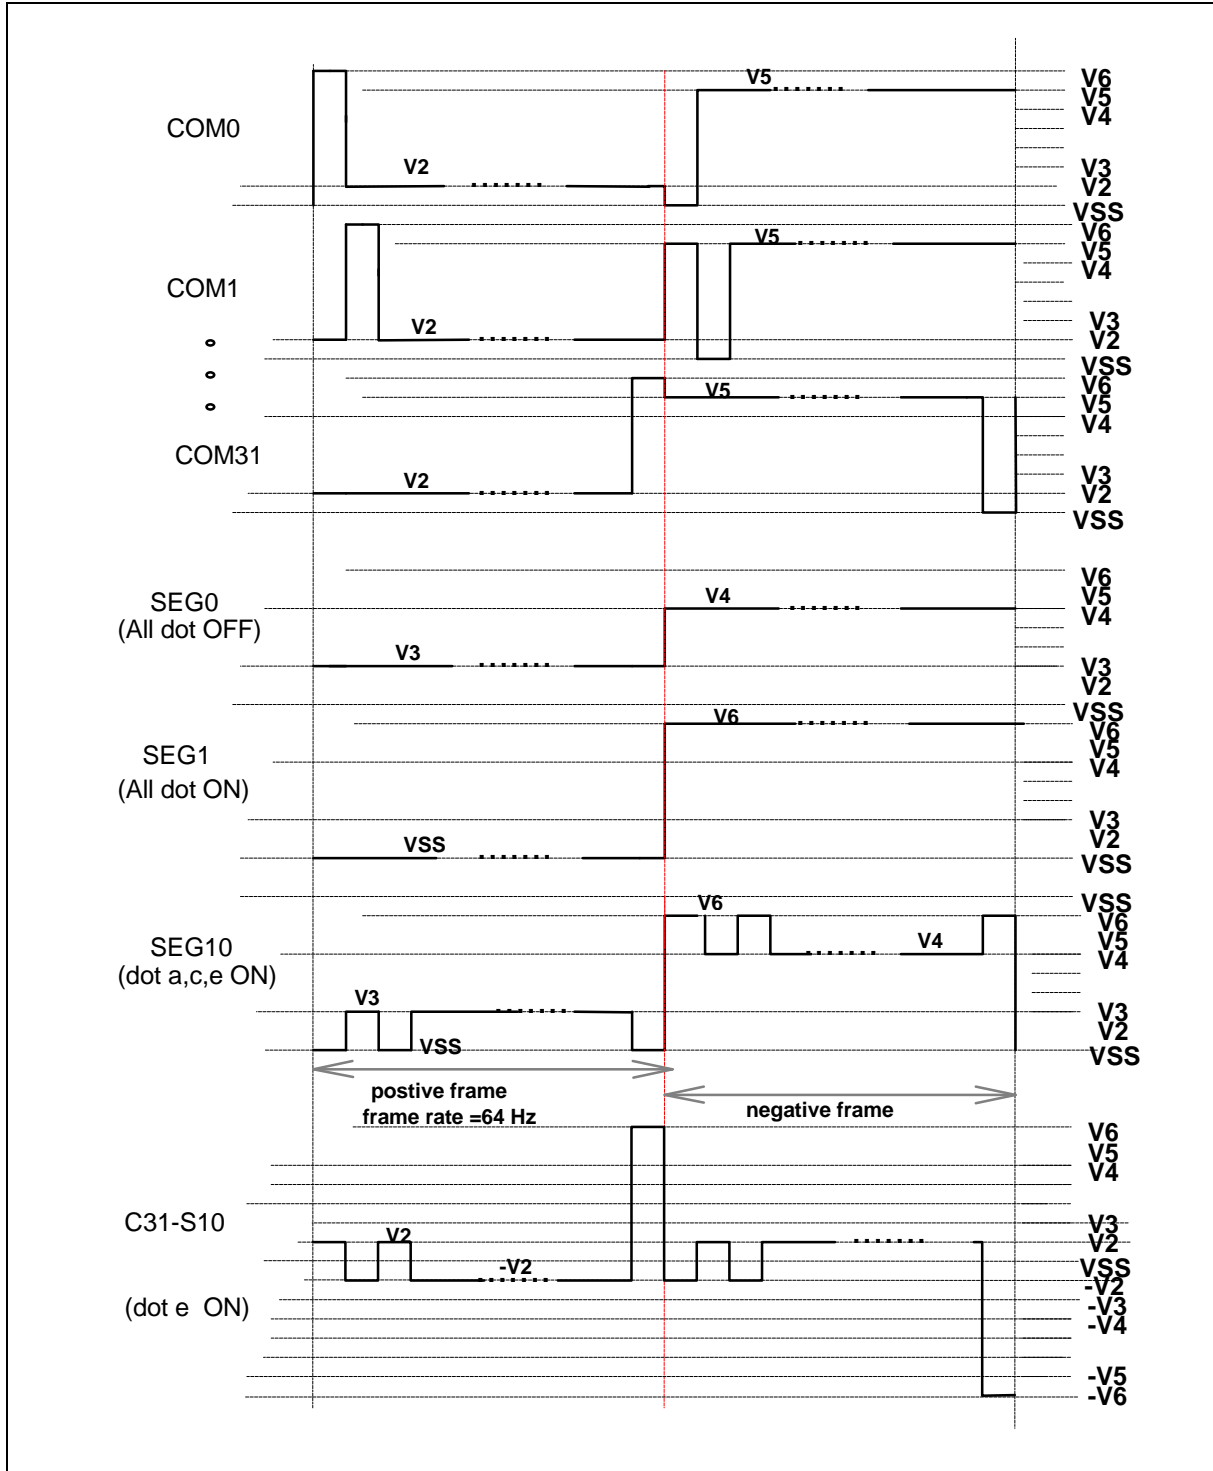 COM0
V5
V2
V6
V5
V4
V3
V2
VSS
COM1
V5
V2
V6
V5
V4
V3
V2
VSS
COM31
V5
V2
V6
V5
V4
V3
V2
VSS
SEG0
(All dot OFF)
V4
V3
V6
V5
V4
V3
V2
VSS
SEG1
(All dot ON)
V6
VSS
V6
V5
V4
V3
V2
VSS
SEG10
(dot a,c,e ON)
V6
V4
V3
VSS
VSS
V6
V5
V4
V3
V2
VSS
postive frame
frame rate =64 Hz
negative frame
C31-S10
(dot e ON)
V2
-V2
V6
V5
V4
V3
V2
VSS
-V2
-V3
-V4
-V5
-V6